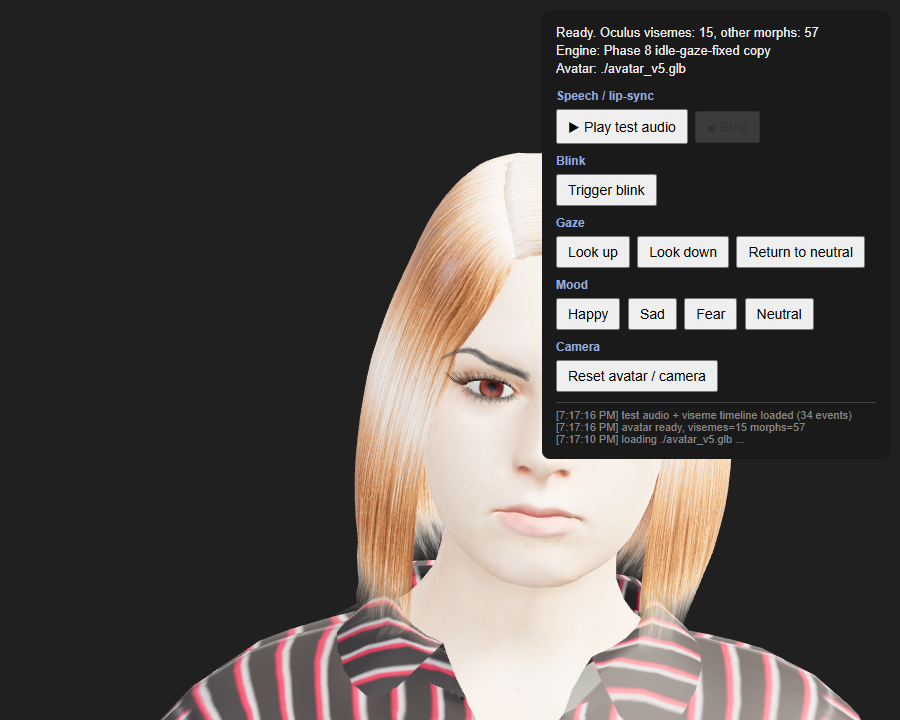 Ready. Oculus visemes: 15, other morphs: 57
Engine: Phase 8 idle-gaze-fixed copy
Avatar: ./avatar_v5.glb
Speech / lip-sync
▶ Play test audio ■ Stop
Blink
Trigger blink
Gaze
Look up Look down Return to neutral
Mood
Happy Sad Fear Neutral
Camera
Reset avatar / camera
[7:17:16 PM] test audio + viseme timeline loaded (34 events)
[7:17:16 PM] avatar ready, visemes=15 morphs=57
[7:17:10 PM] loading ./avatar_v5.glb ...